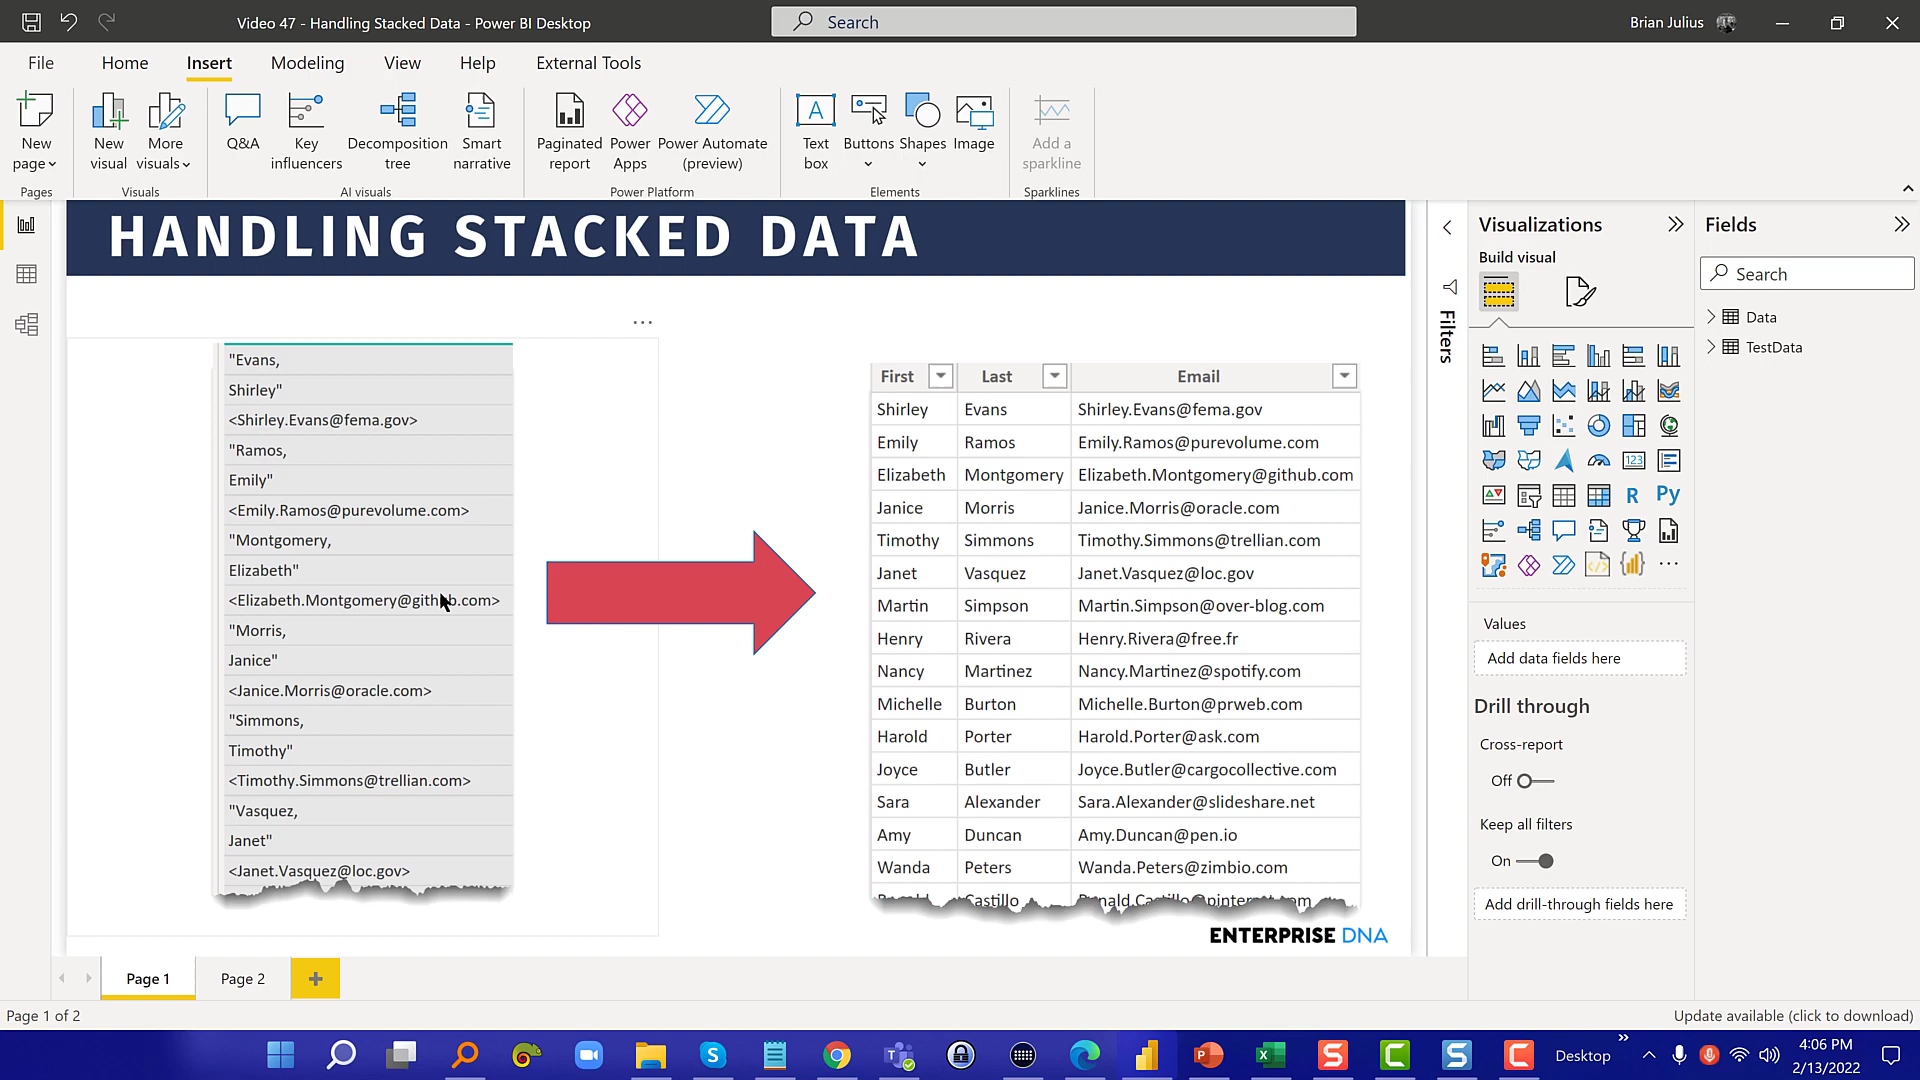 Video 47 - Handling Stacked Data - Power BI Desktop
Search
Brian Julius
File
Home
Insert
Modeling
View
Help
External Tools
New page
New visual
More visuals
Q&A
Key influencers
Decomposition tree
Smart narrative
Paginated report
Power Apps
Power Automate (preview)
Text box
Buttons
Shapes
Image
Add a sparkline
Pages
Visuals
AI visuals
Power Platform
Elements
Sparklines
HANDLING STACKED DATA
"Evans,
Shirley"
<Shirley.Evans@fema.gov>
"Ramos,
Emily"
<Emily.Ramos@purevolume.com>
"Montgomery,
Elizabeth"
<Elizabeth.Montgomery@github.com>
"Morris,
Janice"
<Janice.Morris@oracle.com>
"Simmons,
Timothy"
<Timothy.Simmons@trellian.com>
"Vasquez,
Janet"
<Janet.Vasquez@loc.gov>
First Last Email
Shirley Evans Shirley.Evans@fema.gov
Emily Ramos Emily.Ramos@purevolume.com
Elizabeth Montgomery Elizabeth.Montgomery@github.com
Janice Morris Janice.Morris@oracle.com
Timothy Simmons Timothy.Simmons@trellian.com
Janet Vasquez Janet.Vasquez@loc.gov
Martin Simpson Martin.Simpson@over-blog.com
Henry Rivera Henry.Rivera@free.fr
Nancy Martinez Nancy.Martinez@spotify.com
Michelle Burton Michelle.Burton@prweb.com
Harold Porter Harold.Porter@ask.com
Joyce Butler Joyce.Butler@cargocollective.com
Sara Alexander Sara.Alexander@slideshare.net
Amy Duncan Amy.Duncan@pen.io
Wanda Peters Wanda.Peters@zimbio.com
Castillo
ENTERPRISE DNA
Filters
Visualizations
Build visual
123
R
Py
Values
Add data fields here
Drill through
Cross-report
Off
Keep all filters
On
Add drill-through fields here
Fields
Search
Data
TestData
Page 1
Page 2
Page 1 of 2
Update available (click to download)
Desktop
4:06 PM
2/13/2022